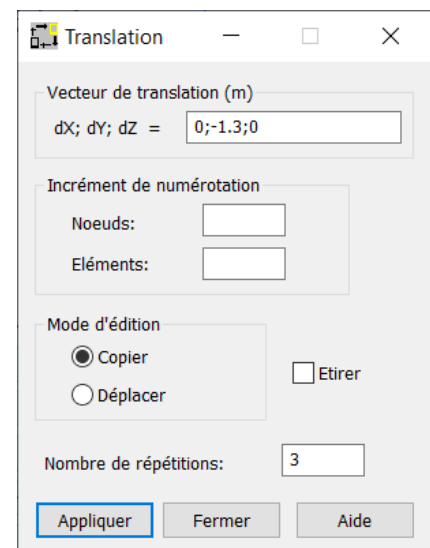 Translation
Vecteur de translation (m)
dX; dY; dZ = 0;-1.3;0
Incrément de numérotation
Noeuds:
Eléments:
Mode d'édition
Copier
Etirer
Déplacer
Nombre de répétitions: 3
Appliquer Fermer Aide